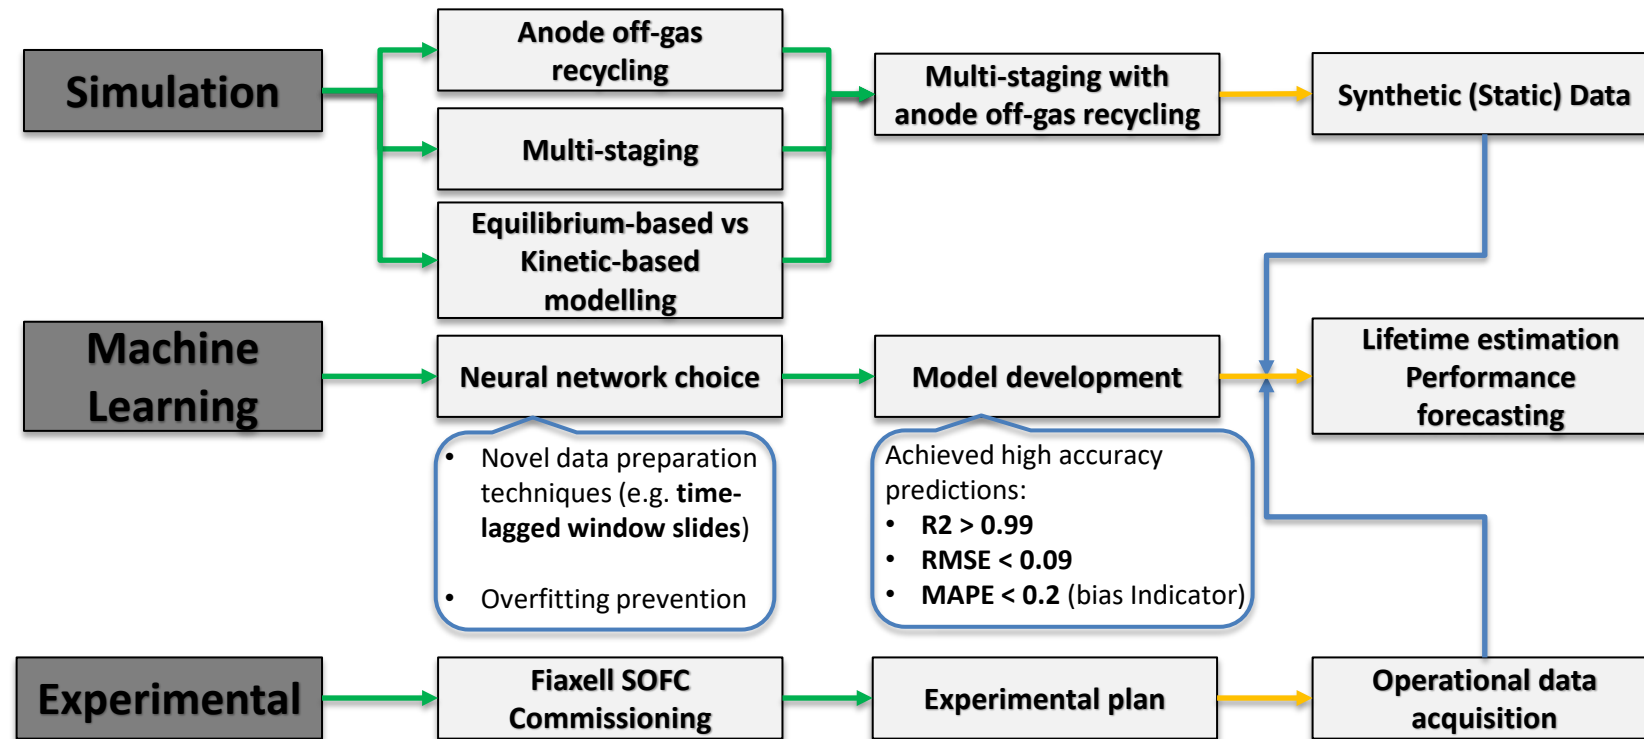 Simulation
Anode off-gas
recycling
Multi-staging
Equilibrium-based vs
Kinetic-based
modelling
Multi-staging with
anode off-gas recycling
Synthetic (Static) Data
Machine
Learning
Neural network choice
Model development
Lifetime estimation
Performance
forecasting
• Novel data preparation
techniques (e.g. time-
lagged window slides)
• Overfitting prevention
Achieved high accuracy
predictions:
• R2 > 0.99
• RMSE < 0.09
• MAPE < 0.2 (bias Indicator)
Experimental
Fiaxell SOFC
Commissioning
Experimental plan
Operational data
acquisition